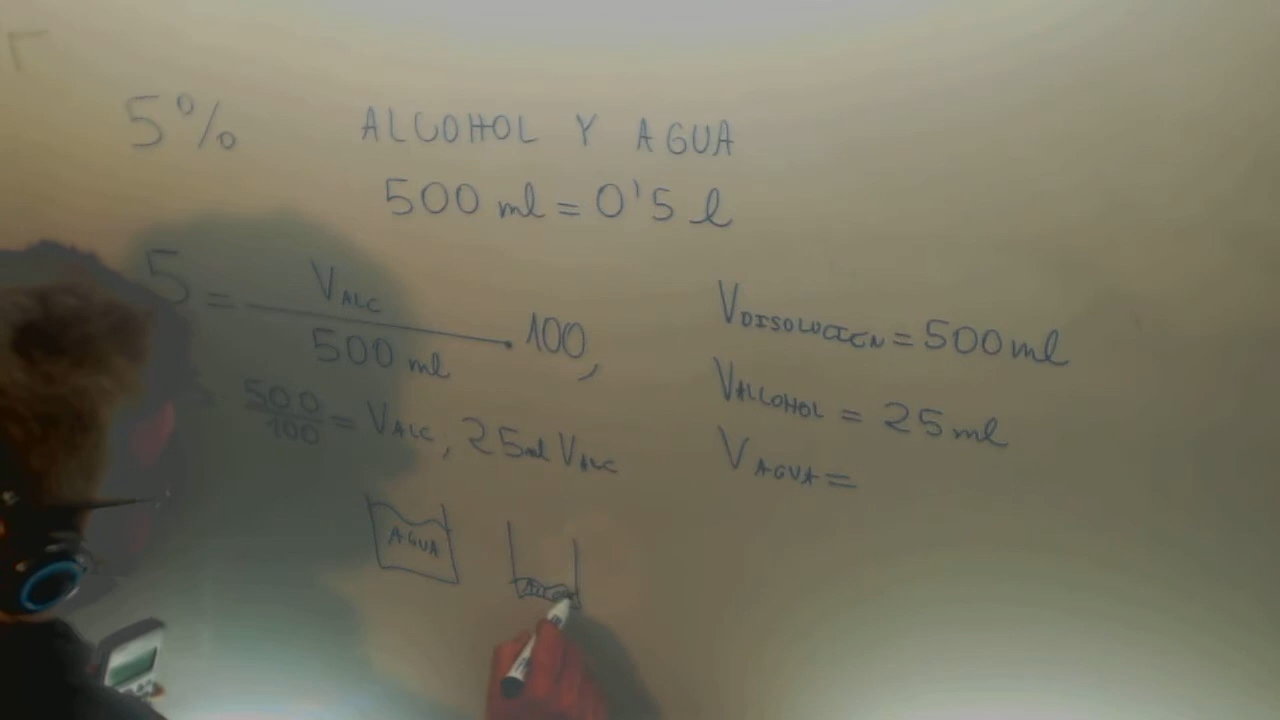 5% ALCOHOL Y AGUA
500 ml = 0'5 l
5 = VALC / 500 ml . 100,
500/100 = VALC, 25ml VALC
VDISOLUCIÓN = 500 ml
VALCOHOL = 25 ml
VAGUA =
AGUA